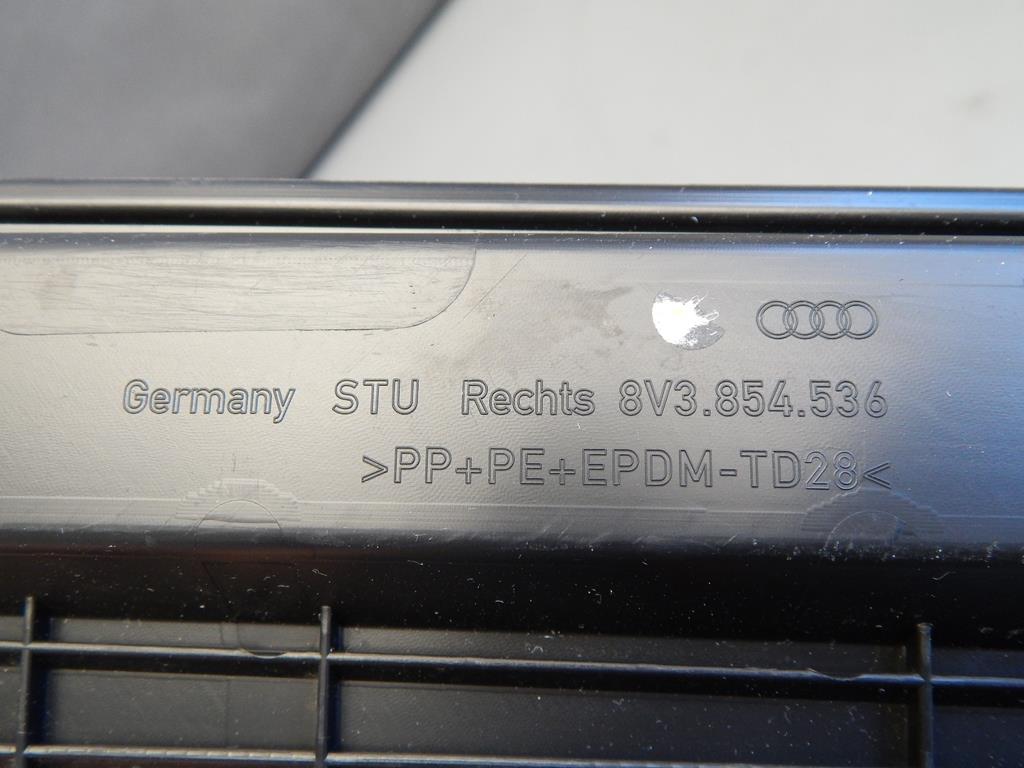 Germany STU Rechts 8V3.854.536
>PP+PE+EPDM-TD28<